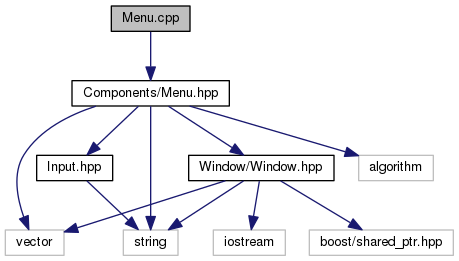 Menu.cpp
Components/Menu.hpp
Input.hpp
Window/Window.hpp
algorithm
vector
string
iostream
boost/shared_ptr.hpp